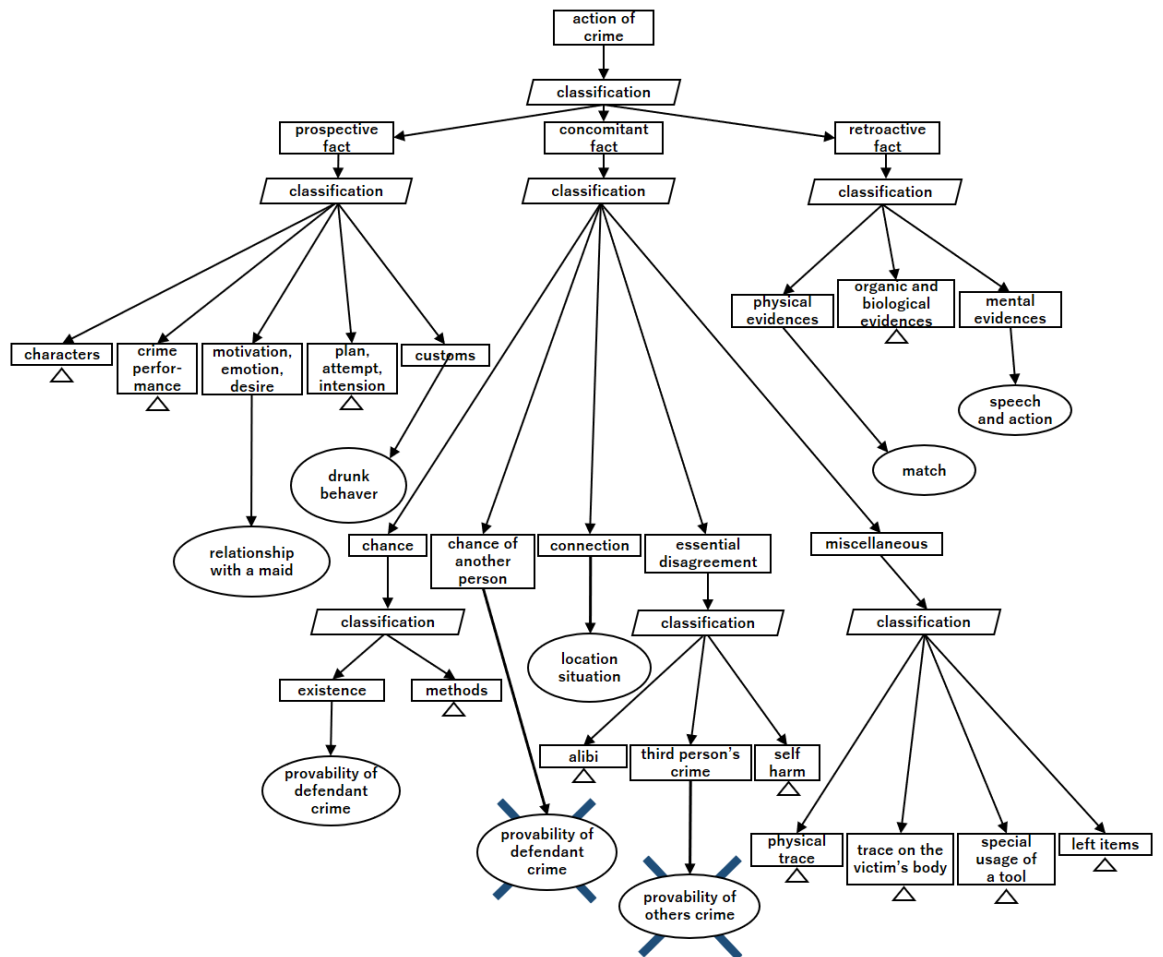 action of
crime
classification
prospective
fact
concomitant
fact
retroactive
fact
classification
classification
classification
physical
evidences
organic and
biological
evidences
mental
evidences
characters
crime
perfor-
mance
motivation,
emotion,
desire
plan,
attempt,
intension
customs
speech
and action
match
drunk
behaver
relationship
with a maid
chance
chance of
another
person
connection
essential
disagreement
miscellaneous
classification
classification
classification
location
situation
existence
methods
alibi
third person's
crime
self
harm
provability of
defendant
crime
provability of
defendant
crime
physical
trace
trace on the
victim's body
special
usage of
a tool
left items
provability of
others crime